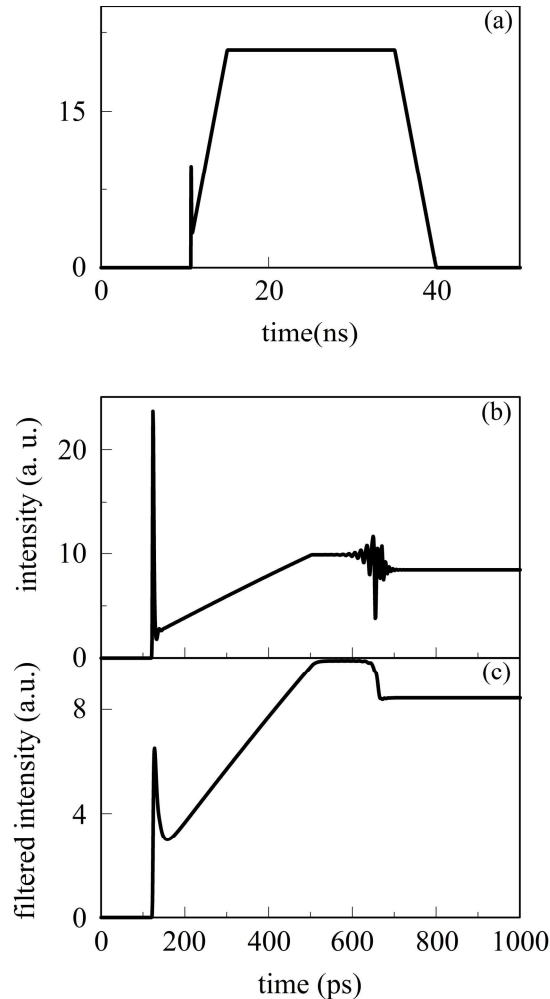 (a)
15
0
0 20 40
time(ns)
(b)
intensity (a. u.)
20
10
0
(c)
filtered intensity (a.u.)
8
4
0
0 200 400 600 800 1000
time (ps)